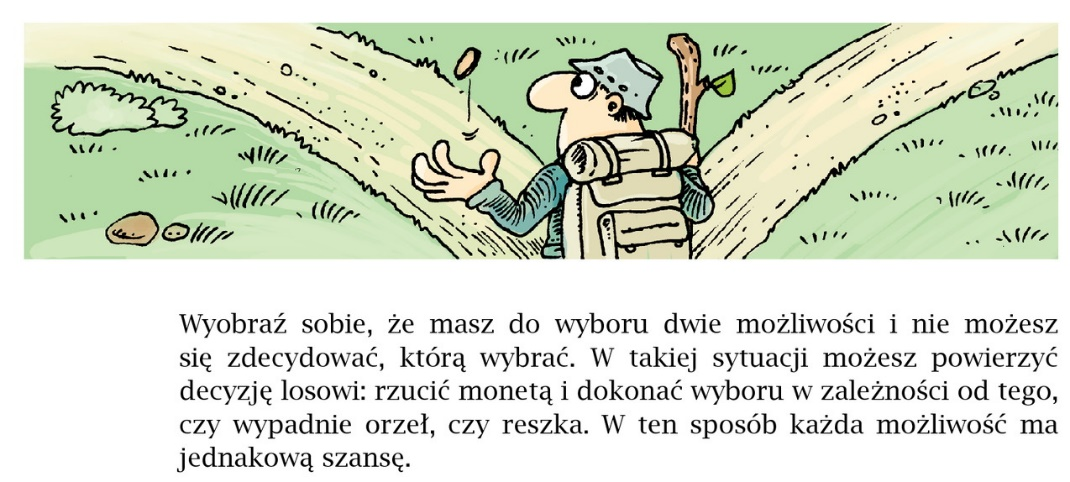 Wyobraź sobie, że masz do wyboru dwie możliwości i nie możesz
się zdecydować, którą wybrać. W takiej sytuacji możesz powierzyć
decyzję losowi: rzucić monetą i dokonać wyboru w zależności od tego,
czy wypadnie orzeł, czy reszka. W ten sposób każda możliwość ma
jednakową szansę.